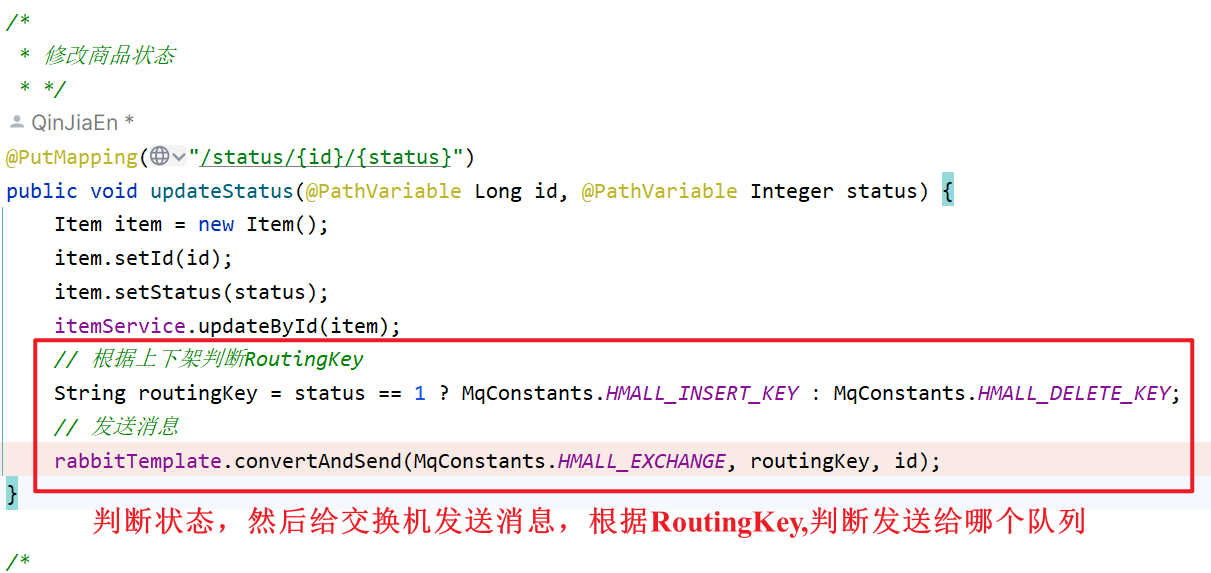 /*
* 修改商品状态
* */
QinJiaEn *
@PutMapping("/status/{id}/{status}")
public void updateStatus(@PathVariable Long id, @PathVariable Integer status) {
Item item = new Item();
item.setId(id);
item.setStatus(status);
itemService.updateById(item);
// 根据上下架判断RoutingKey
String routingKey = status == 1 ? MqConstants.HMALL_INSERT_KEY : MqConstants.HMALL_DELETE_KEY;
// 发送消息
rabbitTemplate.convertAndSend(MqConstants.HMALL_EXCHANGE, routingKey, id);
}
判断状态，然后给交换机发送消息，根据RoutingKey,判断发送给哪个队列
/*